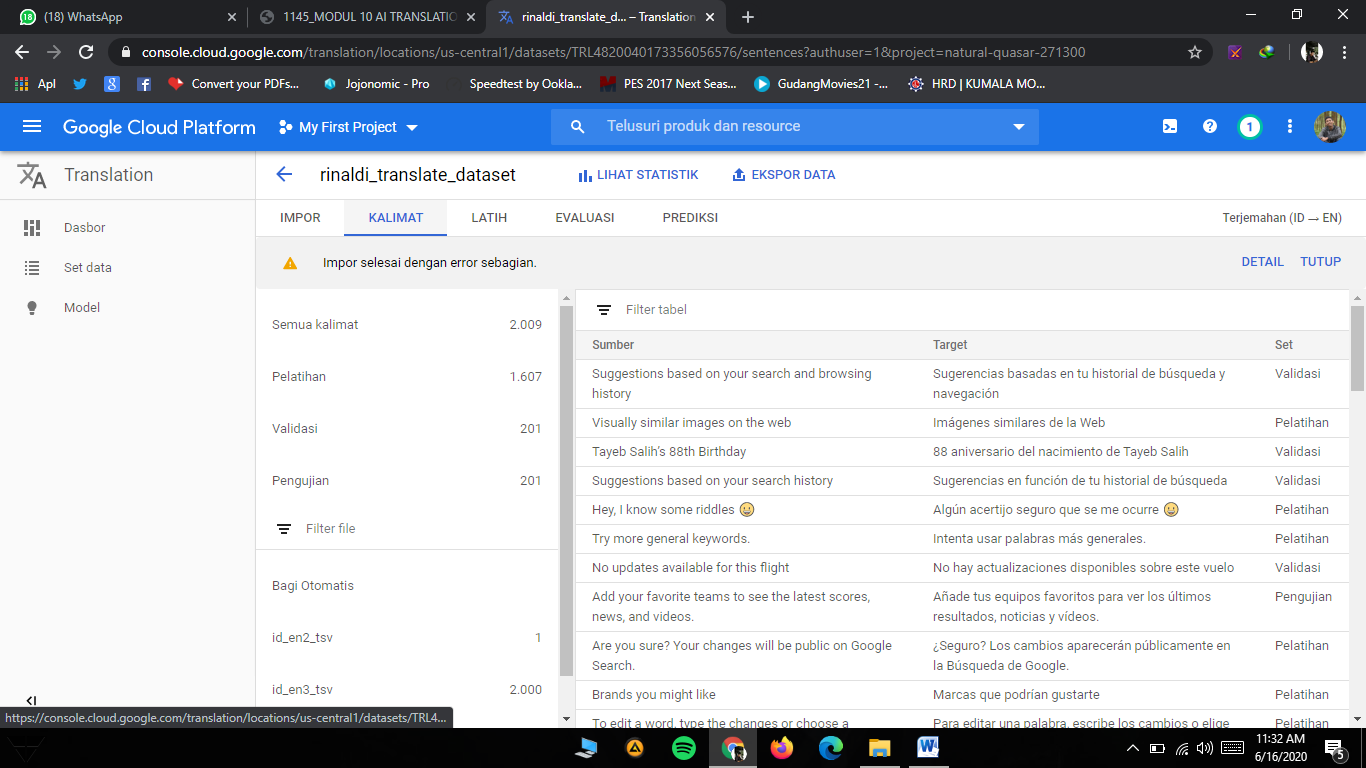 (18) WhatsApp
1145_MODUL 10 AI TRANSLATIO
rinaldi_translate_d... – Translation
console.cloud.google.com/translation/locations/us-central1/datasets/TRL4820040173356056576/sentences?authuser=1&project=natural-quasar-271300
Apl
Convert your PDFs...
Jojonomic - Pro
Speedtest by Ookla...
PES 2017 Next Seas...
GudangMovies21 -...
HRD | KUMALA MO...
Google Cloud Platform
My First Project
Telusuri produk dan resource
1
Translation
rinaldi_translate_dataset
LIHAT STATISTIK
EKSPOR DATA
Dasbor
Set data
Model
IMPOR
KALIMAT
LATIH
EVALUASI
PREDIKSI
Terjemahan (ID → EN)
Impor selesai dengan error sebagian.
DETAIL
TUTUP
Semua kalimat 2.009
Pelatihan 1.607
Validasi 201
Pengujian 201
Filter file
Bagi Otomatis
id_en2_tsv 1
id_en3_tsv 2.000
Filter tabel
Sumber Target Set
Suggestions based on your search and browsing
history
Sugerencias basadas en tu historial de búsqueda y
navegación
Validasi
Visually similar images on the web Imágenes similares de la Web Pelatihan
Tayeb Salih's 88th Birthday 88 aniversario del nacimiento de Tayeb Salih Validasi
Suggestions based on your search history Sugerencias en función de tu historial de búsqueda Validasi
Hey, I know some riddles 😀 Algún acertijo seguro que se me ocurre 😀 Pelatihan
Try more general keywords. Intenta usar palabras más generales. Pelatihan
No updates available for this flight No hay actualizaciones disponibles sobre este vuelo Validasi
Add your favorite teams to see the latest scores,
news, and videos.
Añade tus equipos favoritos para ver los últimos
resultados, noticias y vídeos.
Pengujian
Are you sure? Your changes will be public on Google
Search.
¿Seguro? Los cambios aparecerán públicamente en
la Búsqueda de Google.
Pelatihan
Brands you might like Marcas que podrían gustarte Pelatihan
To edit a word, type the changes or choose a Para editar una palabra, escribe los cambios o elige Pelatihan
https://console.cloud.google.com/translation/locations/us-central1/datasets/TRL4...
11:32 AM
6/16/2020
5